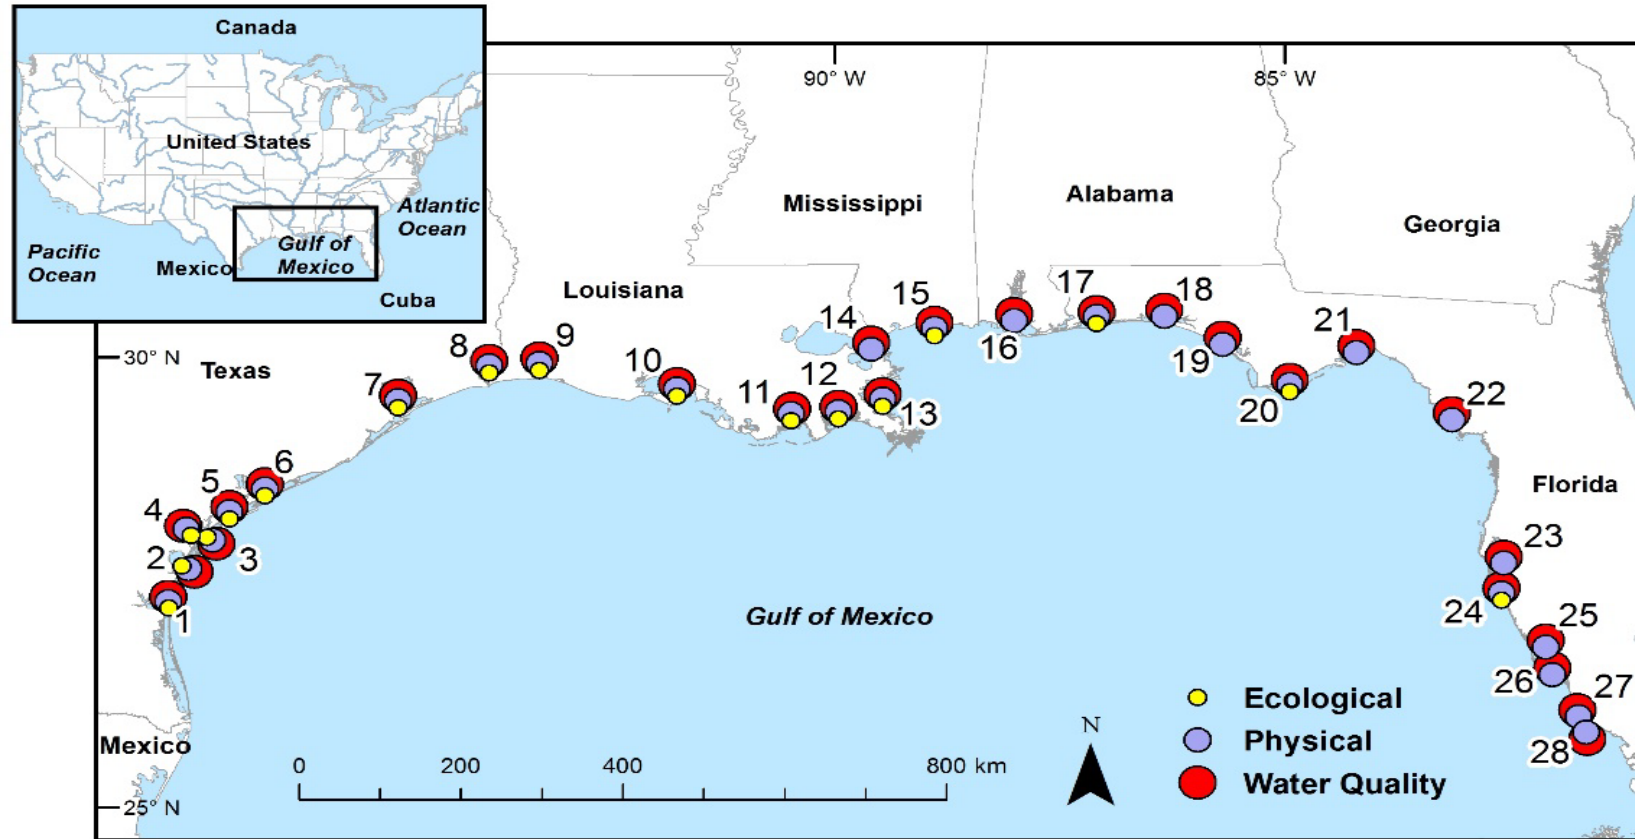 Canada
United States
Atlantic
Ocean
Pacific
Ocean
Gulf of
Mexico
Mexico
Cuba
90° W
85° W
Mississippi
Alabama
Georgia
Louisiana
Texas
Florida
30° N
25° N
Mexico
Gulf of Mexico
1
2
3
4
5
6
7
8
9
10
11
12
13
14
15
16
17
18
19
20
21
22
23
24
25
26
27
28
0
200
400
800 km
N
Ecological
Physical
Water Quality